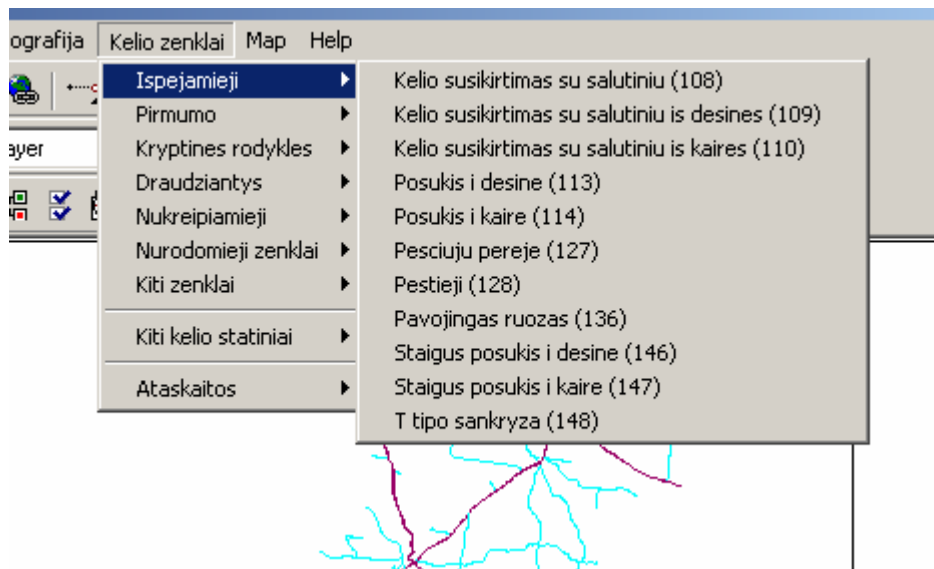 ografija Kelio zenklai Map Help
ayer
Ispejamieji
Pirmumo
Kryptines rodykles
Draudziantys
Nukreipiamieji
Nurodomieji zenklai
Kiti zenklai
Kiti kelio statiniai
Ataskaitos
Kelio susikirtimas su salutiniu (108)
Kelio susikirtimas su salutiniu is desines (109)
Kelio susikirtimas su salutiniu is kaires (110)
Posukis i desine (113)
Posukis i kaire (114)
Pesciuju pereje (127)
Pestieji (128)
Pavojingas ruozas (136)
Staigus posukis i desine (146)
Staigus posukis i kaire (147)
T tipo sankryza (148)